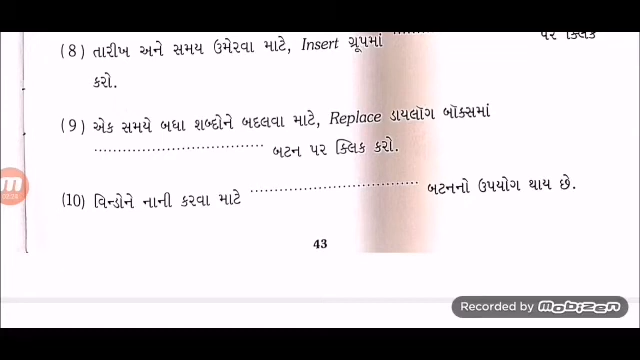 (8) તારીખ અને સમય ઉમેરવા માટે, Insert ગ્રૂપમાં ................ પર ક્લિક
કરો.
(9) એક સમયે બધા શબ્દોને બદલવા માટે, Replace ડાયલૉગ બૉક્સમાં
.................................. બટન પર ક્લિક કરો.
(10) વિન્ડોને નાની કરવા માટે .................................. બટનનો ઉપયોગ થાય છે.
43
Recorded by MOBIZEN